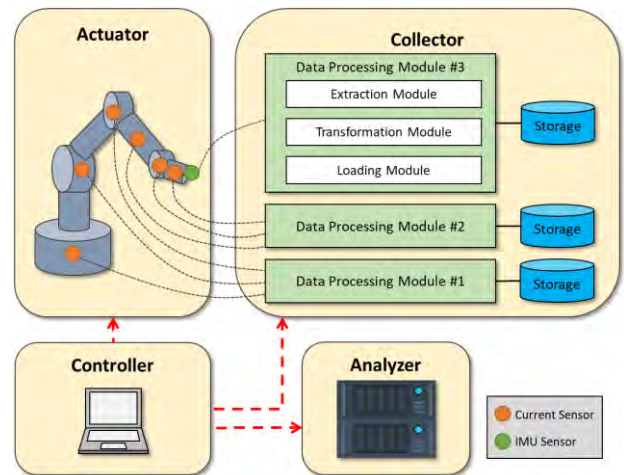 Actuator
Collector
Data Processing Module #3
Extraction Module
Transformation Module
Loading Module
Storage
Data Processing Module #2
Storage
Data Processing Module #1
Storage
Controller
Analyzer
Current Sensor
IMU Sensor